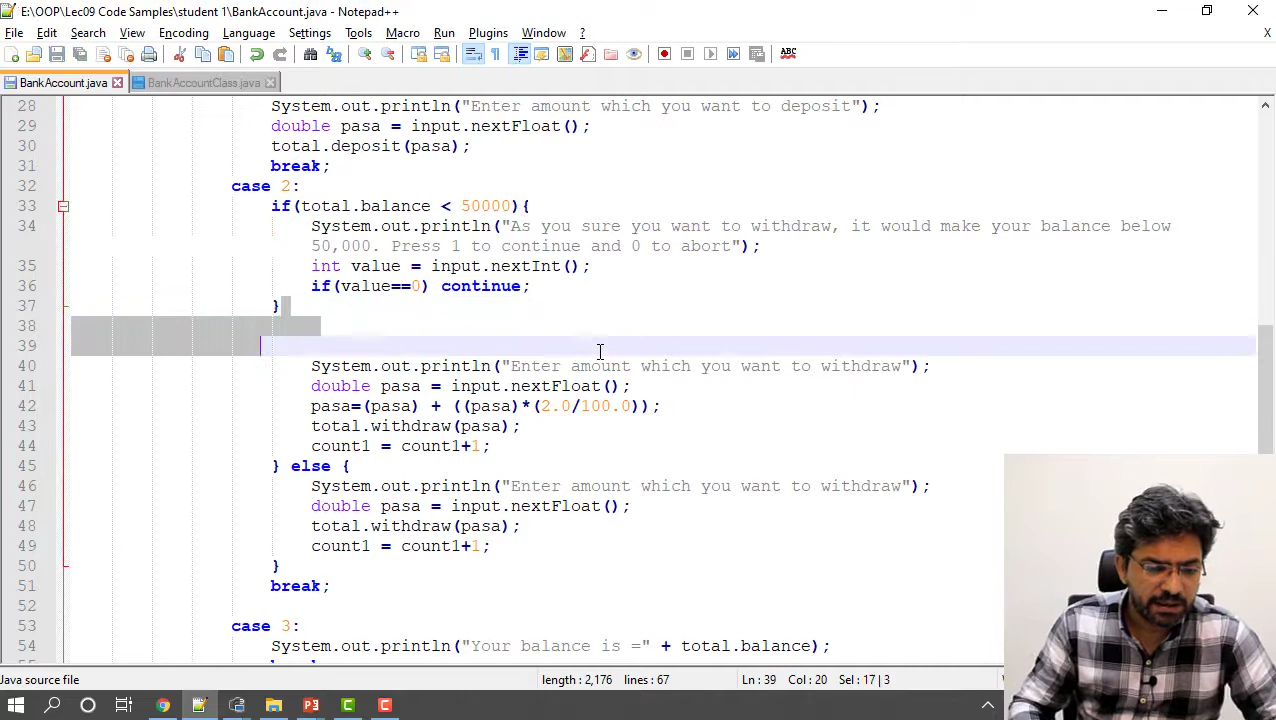 E:\OOP\Lec09 Code Samples\student 1\BankAccount.java - Notepad++
File Edit Search View Encoding Language Settings Tools Macro Run Plugins Window ? X
ABC
BankAccount.java BankAccountClass.java
28 System.out.println("Enter amount which you want to deposit");
29 double pasa = input.nextFloat();
30 total.deposit(pasa);
31 break;
32 case 2:
33 if(total.balance < 50000){
34 System.out.println("As you sure you want to withdraw, it would make your balance below
50,000. Press 1 to continue and 0 to abort");
35 int value = input.nextInt();
36 if(value==0) continue;
37 }
38
39
40 System.out.println("Enter amount which you want to withdraw");
41 double pasa = input.nextFloat();
42 pasa=(pasa) + ((pasa)*(2.0/100.0));
43 total.withdraw(pasa);
44 count1 = count1+1;
45 } else {
46 System.out.println("Enter amount which you want to withdraw");
47 double pasa = input.nextFloat();
48 total.withdraw(pasa);
49 count1 = count1+1;
50 }
51 break;
52
53 case 3:
54 System.out.println("Your balance is =" + total.balance);
Java source file length : 2,176 lines : 67 Ln : 39 Col : 20 Sel : 17 | 3